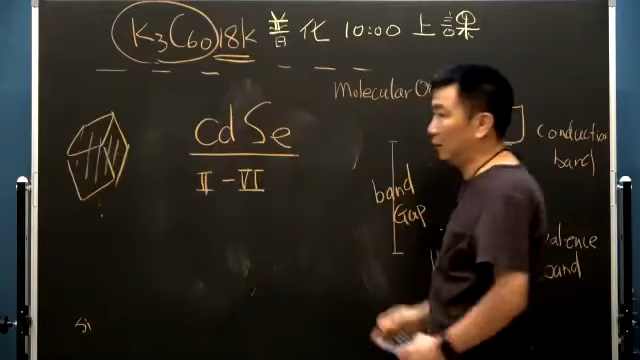 K3C60 18K 普化 10:00 上課
Molecular O
CdSe
II-VI
conduction band
band Gap
alence
band
Si